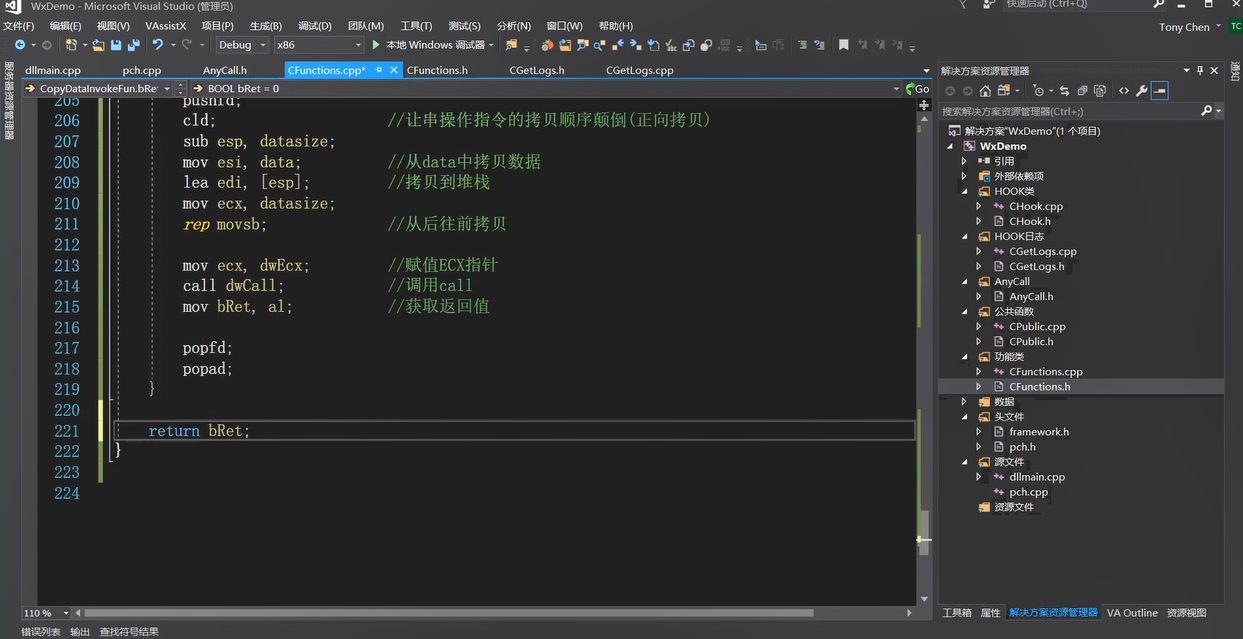 WxDemo - Microsoft Visual Studio (管理员)
快速启动 (Ctrl+Q)
文件(F) 编辑(E) 视图(V) VAssistX 项目(P) 生成(B) 调试(D) 团队(M) 工具(T) 测试(S) 分析(N) 窗口(W) 帮助(H)
Tony Chen TC
Debug x86 本地 Windows 调试器
dllmain.cpp pch.cpp AnyCall.h CFunctions.cpp* CFunctions.h CGetLogs.h CGetLogs.cpp
CopyDataInvokeFun.bRe BOOL bRet = 0 Go
服务器资源管理器
通知
205 pushfd;
206 cld; //让串操作指令的拷贝顺序颠倒(正向拷贝)
207 sub esp, datasize;
208 mov esi, data; //从data中拷贝数据
209 lea edi, [esp]; //拷贝到堆栈
210 mov ecx, datasize;
211 rep movsb; //从后往前拷贝
212
213 mov ecx, dwEcx; //赋值ECX指针
214 call dwCall; //调用call
215 mov bRet, al; //获取返回值
216
217 popfd;
218 popad;
219 }
220
221 return bRet;
222 }
223
224
110 %
错误列表 输出 查找符号结果
解决方案资源管理器
搜索解决方案资源管理器(Ctrl+;)
解决方案"WxDemo"(1 个项目)
WxDemo
引用
外部依赖项
HOOK类
CHook.cpp
CHook.h
HOOK日志
CGetLogs.cpp
CGetLogs.h
AnyCall
AnyCall.h
公共函数
CPublic.cpp
CPublic.h
功能类
CFunctions.cpp
CFunctions.h
数据
头文件
framework.h
pch.h
源文件
dllmain.cpp
pch.cpp
资源文件
工具箱 属性 解决方案资源管理器 VA Outline 资源视图